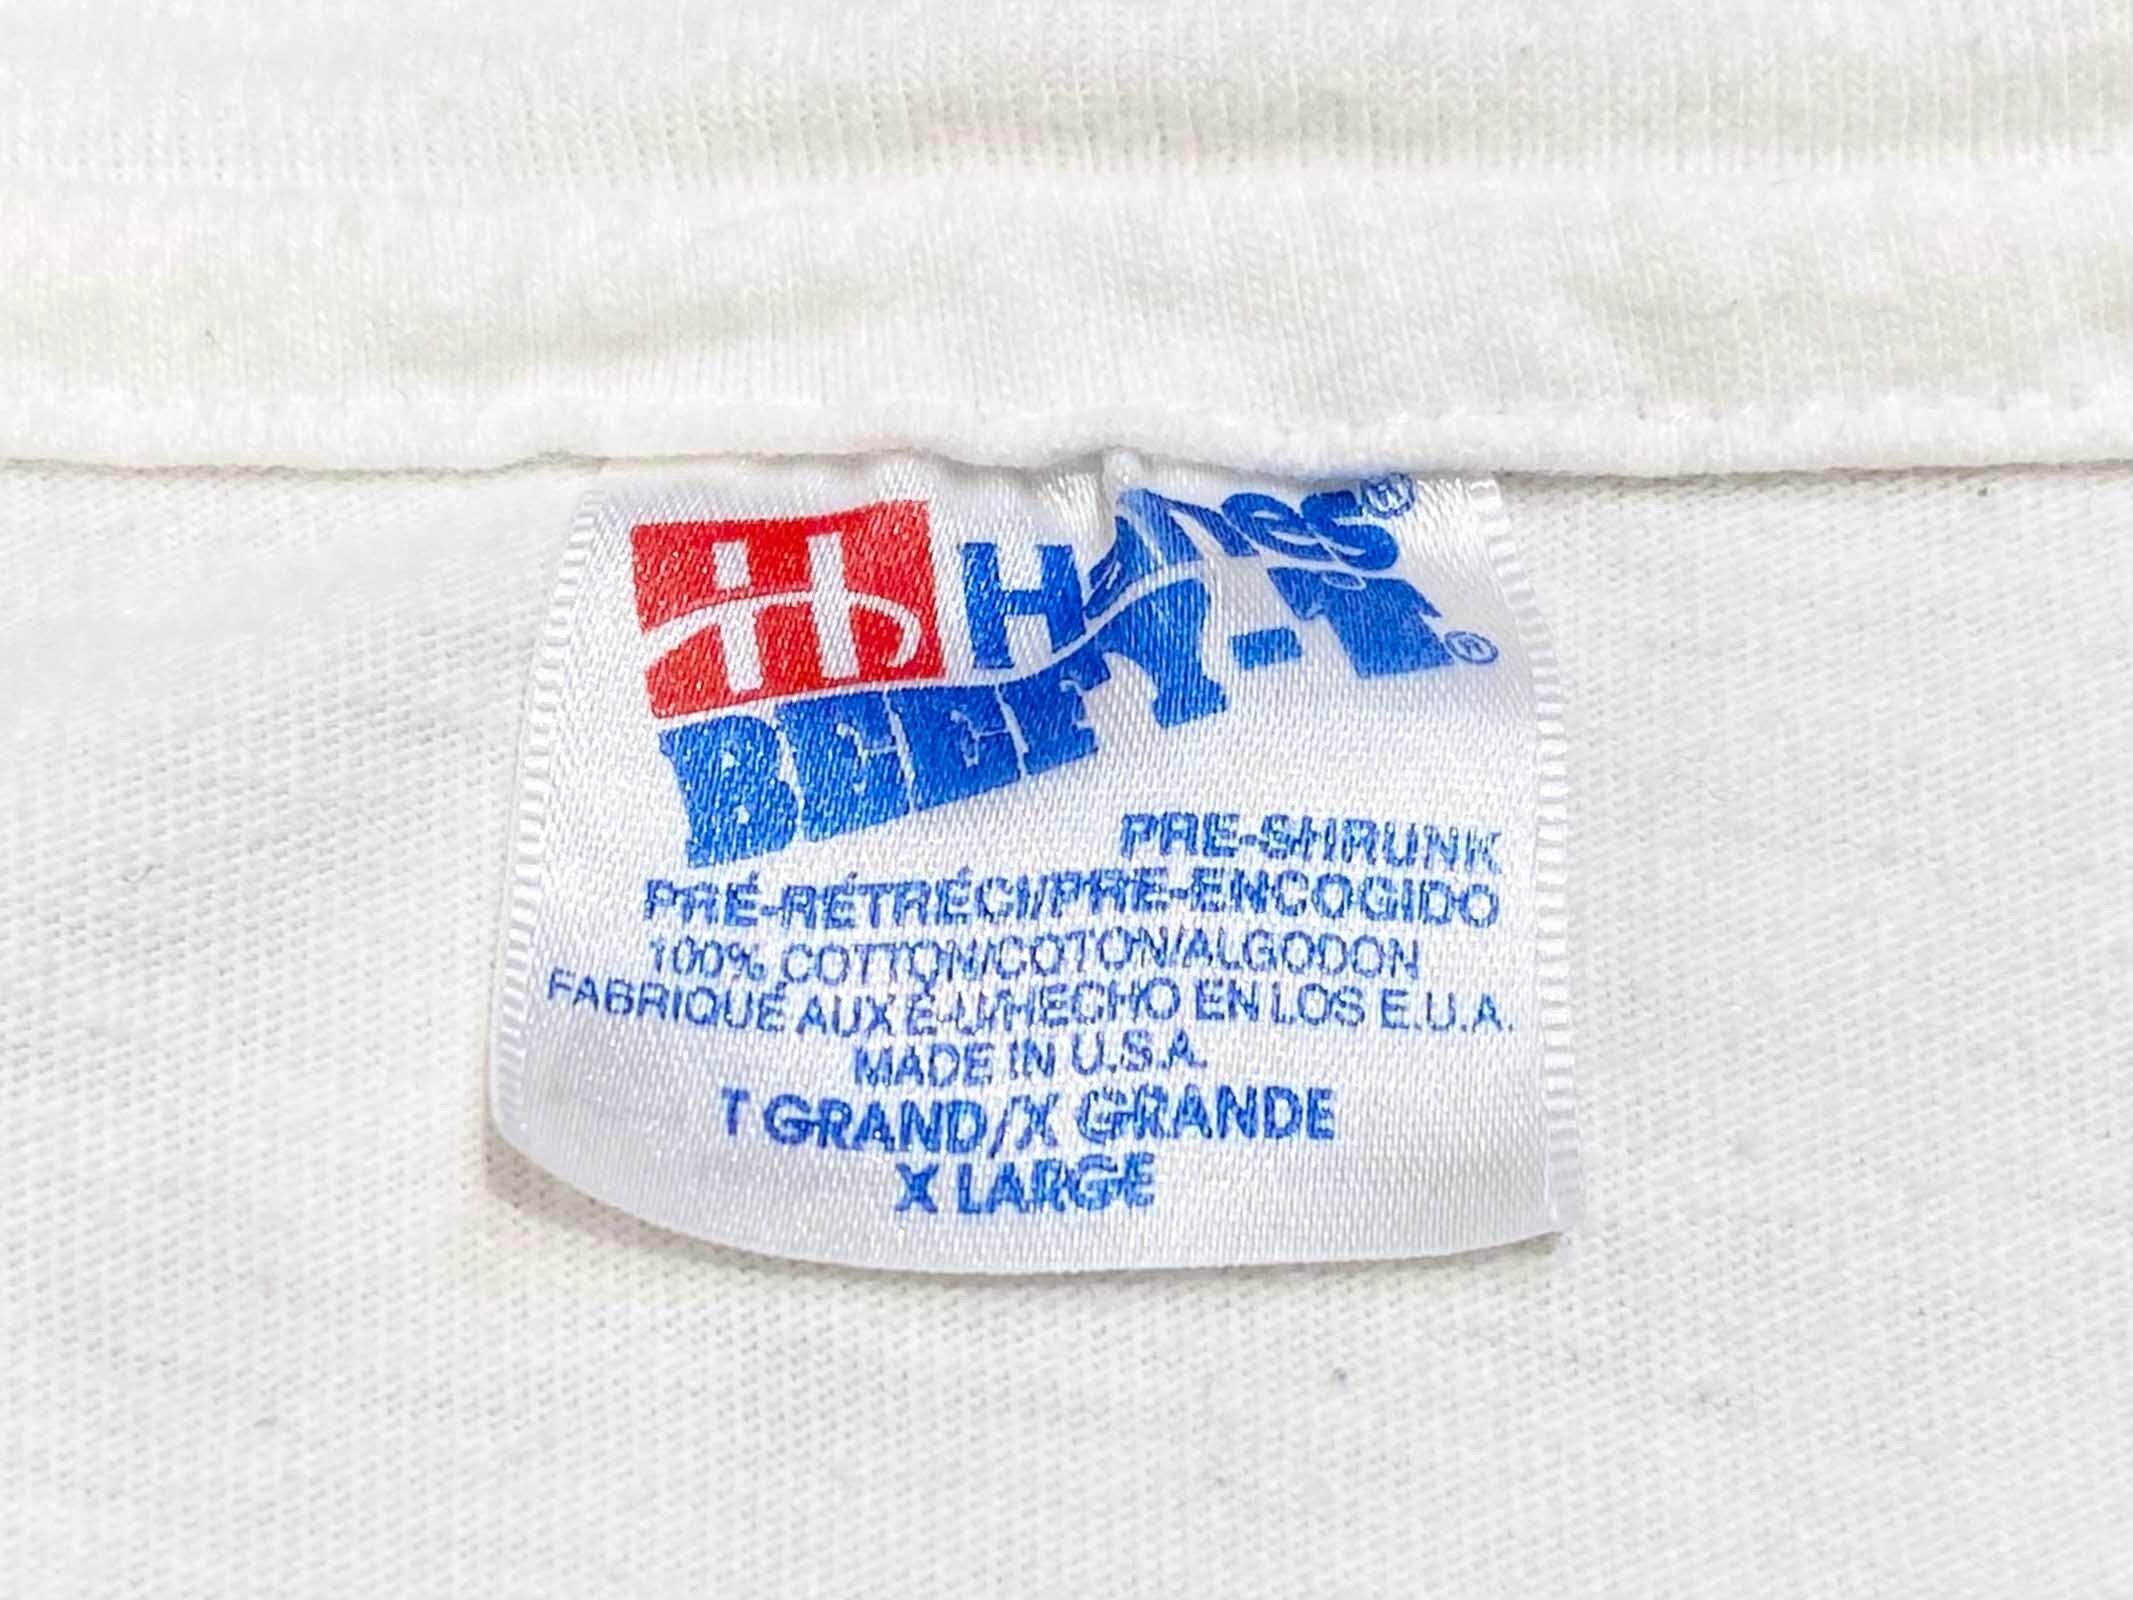 H Hanes®
BEEFY-T®
PRE-SHRUNK
PRÉ-RÉTRÉCI/PRE-ENCOGIDO
100% COTTON/COTON/ALGODON
FABRIQUÉ AUX É-U/HECHO EN LOS E.U.A.
MADE IN U.S.A.
T GRAND/X GRANDE
X LARGE